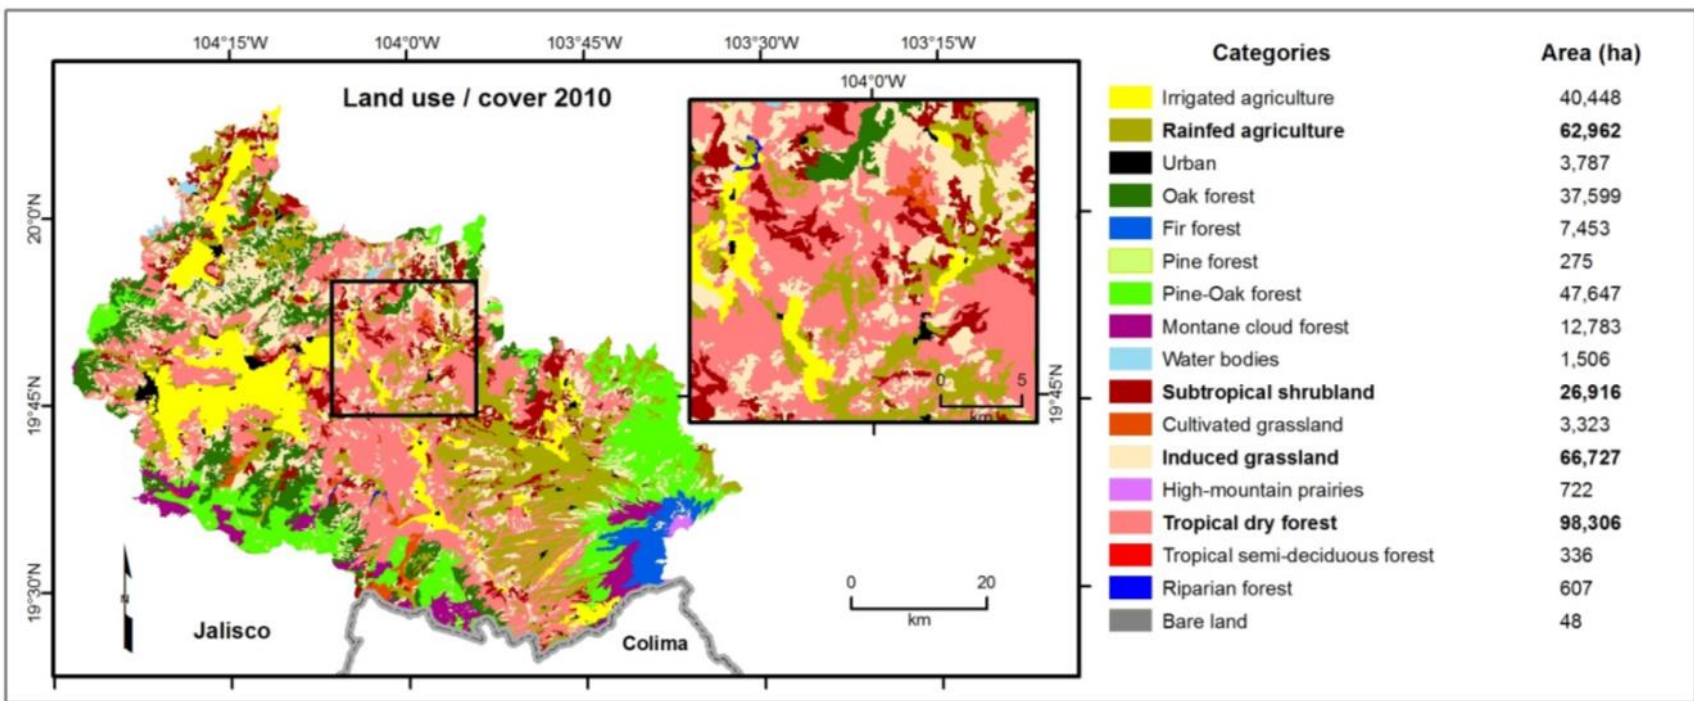 104°15'W 104°0'W 103°45'W 103°30'W 103°15'W
Land use / cover 2010
104°0'W
20°0'N
19°45'N
19°30'N
0 5
km
19°45'N
0 20
km
N
Jalisco
Colima
Categories Area (ha)
Irrigated agriculture 40,448
Rainfed agriculture 62,962
Urban 3,787
Oak forest 37,599
Fir forest 7,453
Pine forest 275
Pine-Oak forest 47,647
Montane cloud forest 12,783
Water bodies 1,506
Subtropical shrubland 26,916
Cultivated grassland 3,323
Induced grassland 66,727
High-mountain prairies 722
Tropical dry forest 98,306
Tropical semi-deciduous forest 336
Riparian forest 607
Bare land 48